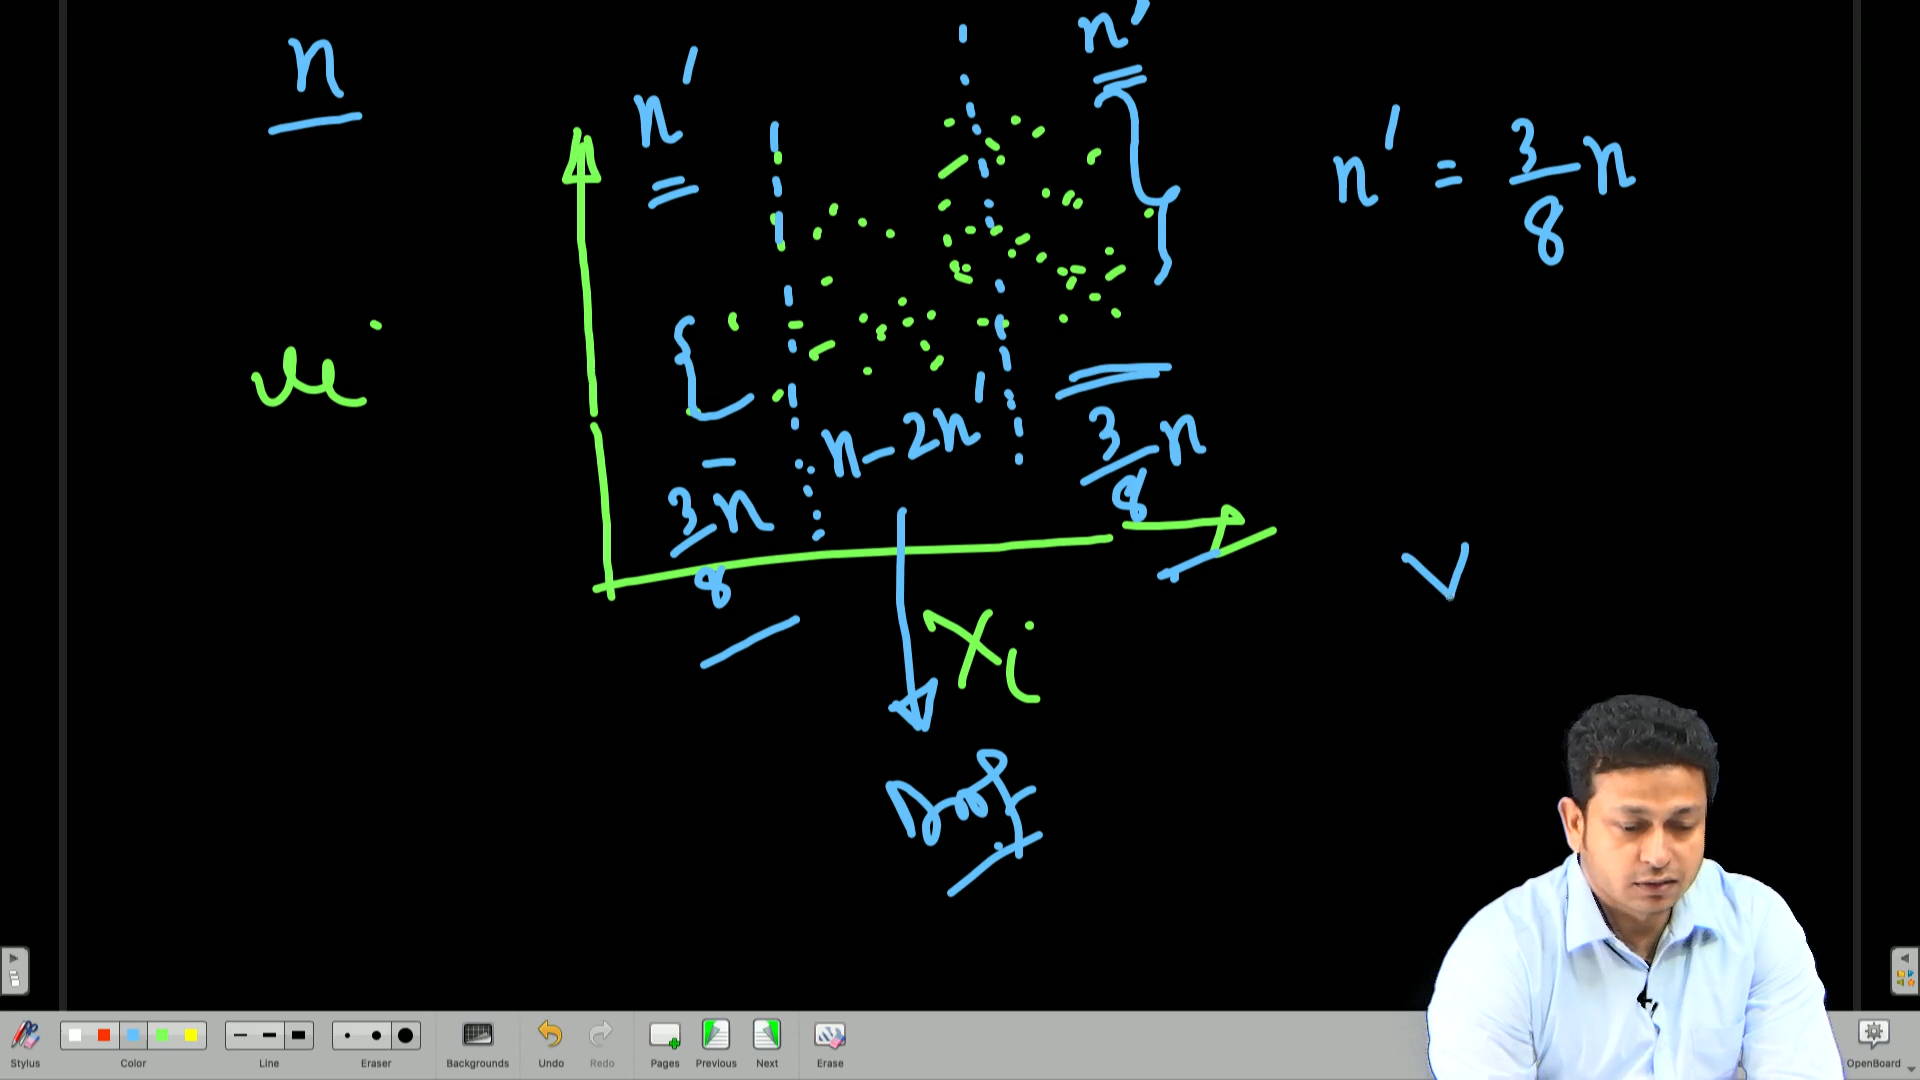 n
n'
n'
n' = 3/8 n
n - 2n'
3/8 n
3/8 n
Xi
Drop
Stylus
Color
Line
Eraser
Backgrounds
Undo
Redo
Pages
Previous
Next
Erase
OpenBoard